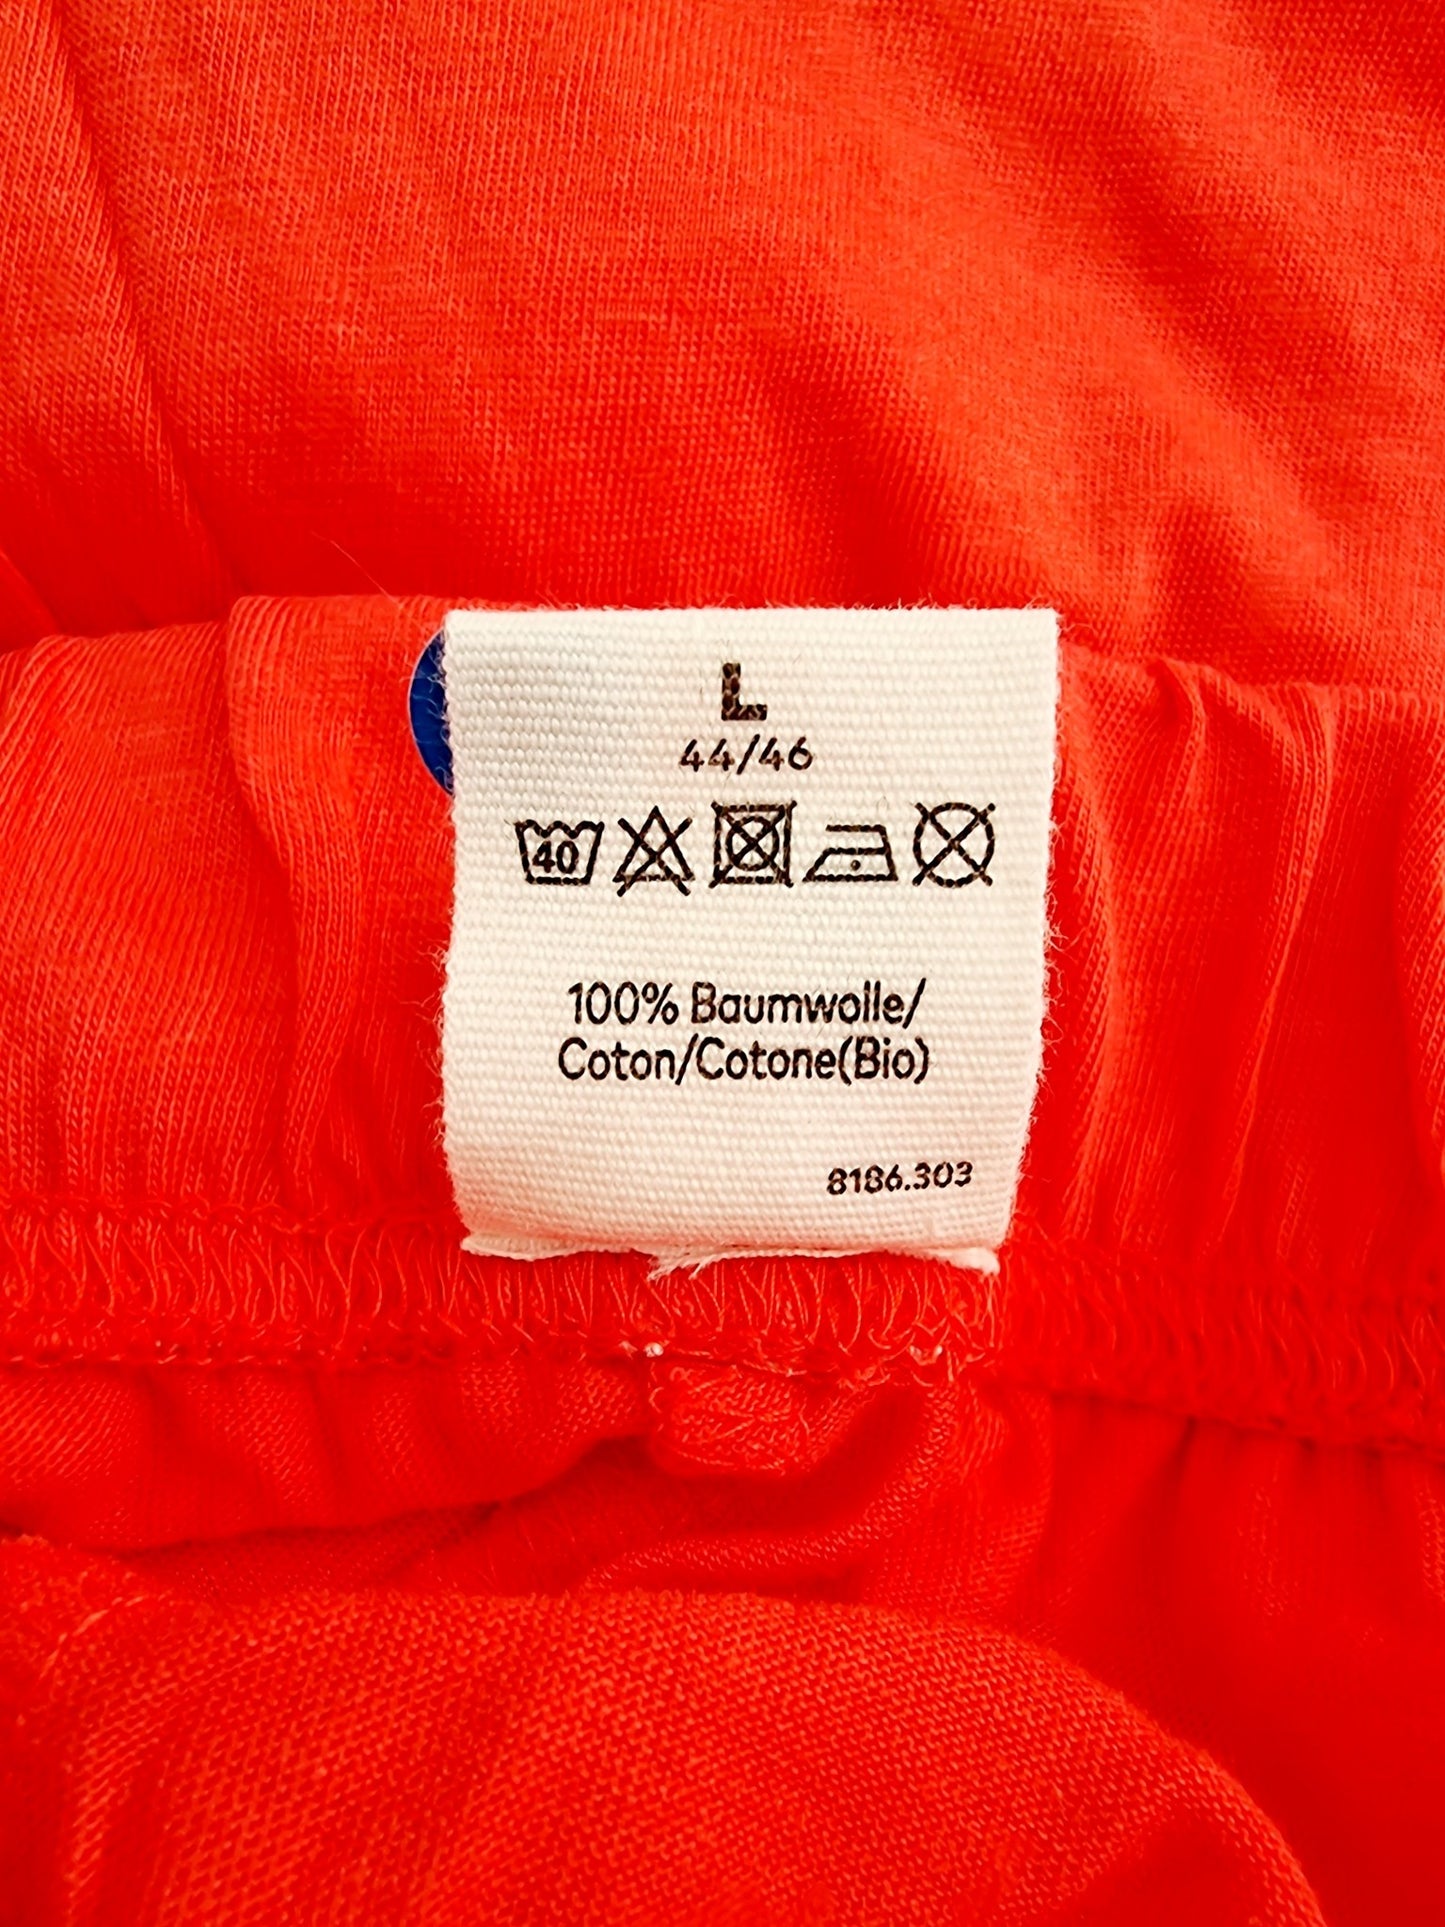 L
44/46
40
100% Baumwolle/
Coton/Cotone(Bio)
8186.303